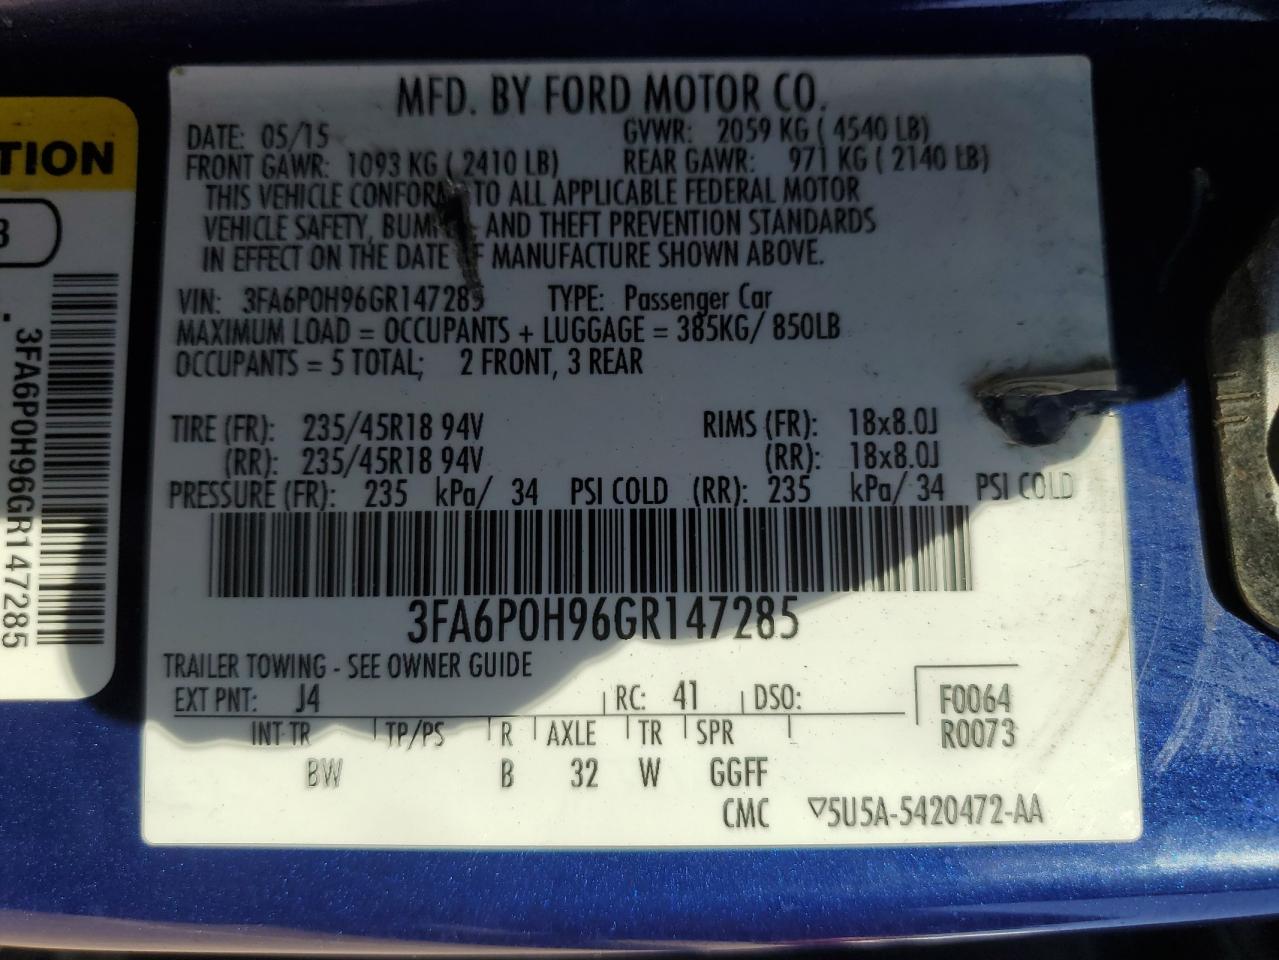 MFD. BY FORD MOTOR CO.
DATE: 05/15 GVWR: 2059 KG ( 4540 LB)
FRONT GAWR: 1093 KG ( 2410 LB) REAR GAWR: 971 KG ( 2140 LB)
THIS VEHICLE CONFORM TO ALL APPLICABLE FEDERAL MOTOR
VEHICLE SAFETY, AND THEFT PREVENTION STANDARDS
IN EFFECT ON THE DATE OF MANUFACTURE SHOWN ABOVE.
VIN: 3FA6P0H96GR147285 TYPE: Passenger Car
MAXIMUM LOAD = OCCUPANTS + LUGGAGE = 385KG/ 850LB
OCCUPANTS = 5 TOTAL; 2 FRONT, 3 REAR
TIRE (FR): 235/45R18 94V RIMS (FR): 18x8.0J
(RR): 235/45R18 94V (RR): 18x8.0J
PRESSURE (FR): 235 kPa/ 34 PSI COLD (RR): 235 kPa/ 34 PSI COLD
3FA6P0H96GR147285
TRAILER TOWING - SEE OWNER GUIDE
EXT PNT: J4 RC: 41 DSO: F0064
INT TR TP/PS R AXLE TR SPR R0073
BW B 32 W GGFF
CMC ▽5U5A-5420472-AA
TION
3FA6P0H96GR147285